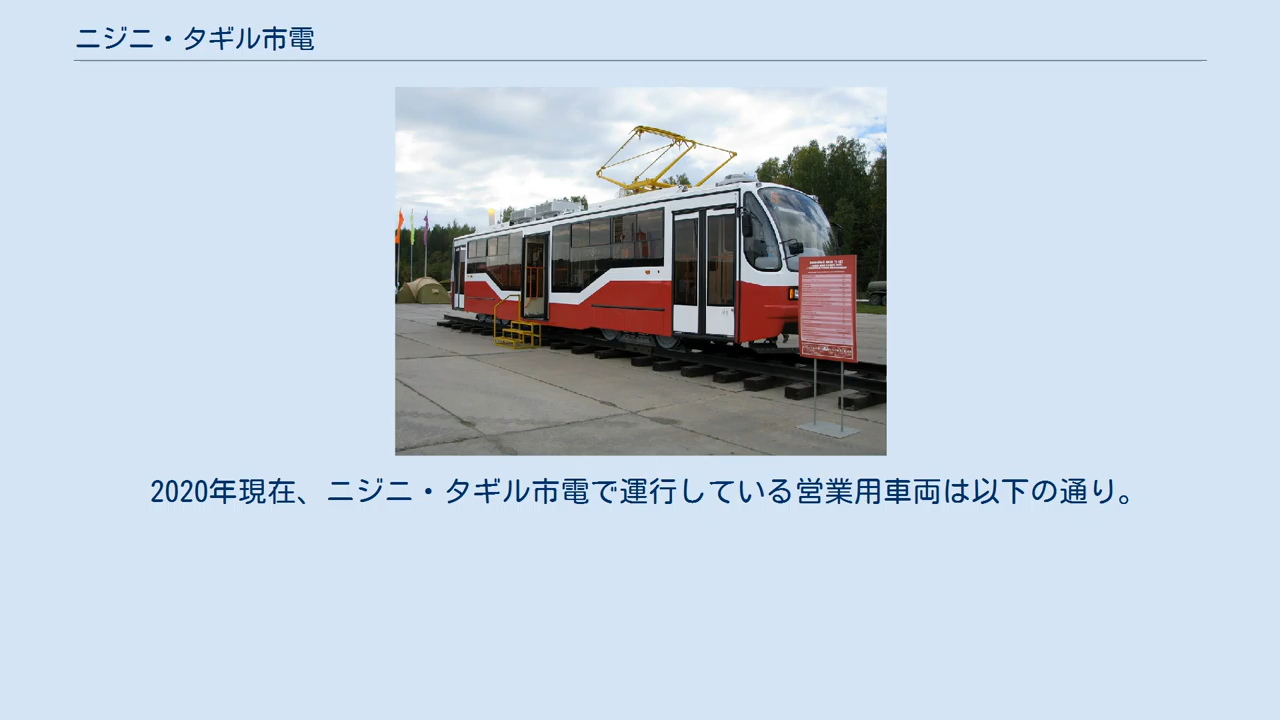 ニジニ・タギル市電
2020年現在、ニジニ・タギル市電で運行している営業用車両は以下の通り。